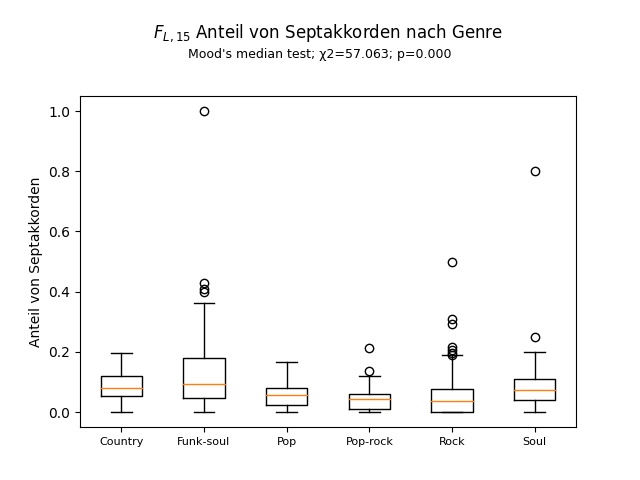 F_{L,15} Anteil von Septakkorden nach Genre
Mood's median test; χ2=57.063; p=0.000
Anteil von Septakkorden
1.0
0.8
0.6
0.4
0.2
0.0
Country Funk-soul Pop Pop-rock Rock Soul